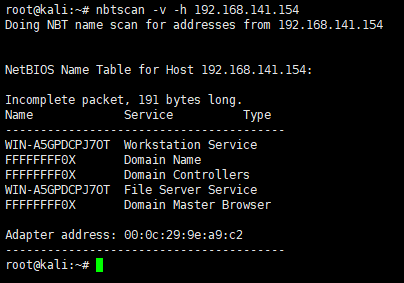 root@kali:~# nbtscan -v -h 192.168.141.154
Doing NBT name scan for addresses from 192.168.141.154
NetBIOS Name Table for Host 192.168.141.154:
Incomplete packet, 191 bytes long.
Name             Service          Type
----------------------------------------
WIN-A5GPDCPJ7OT  Workstation Service
FFFFFFFF0X       Domain Name
FFFFFFFF0X       Domain Controllers
WIN-A5GPDCPJ7OT  File Server Service
FFFFFFFF0X       Domain Master Browser
Adapter address: 00:0c:29:9e:a9:c2
----------------------------------------
root@kali:~#